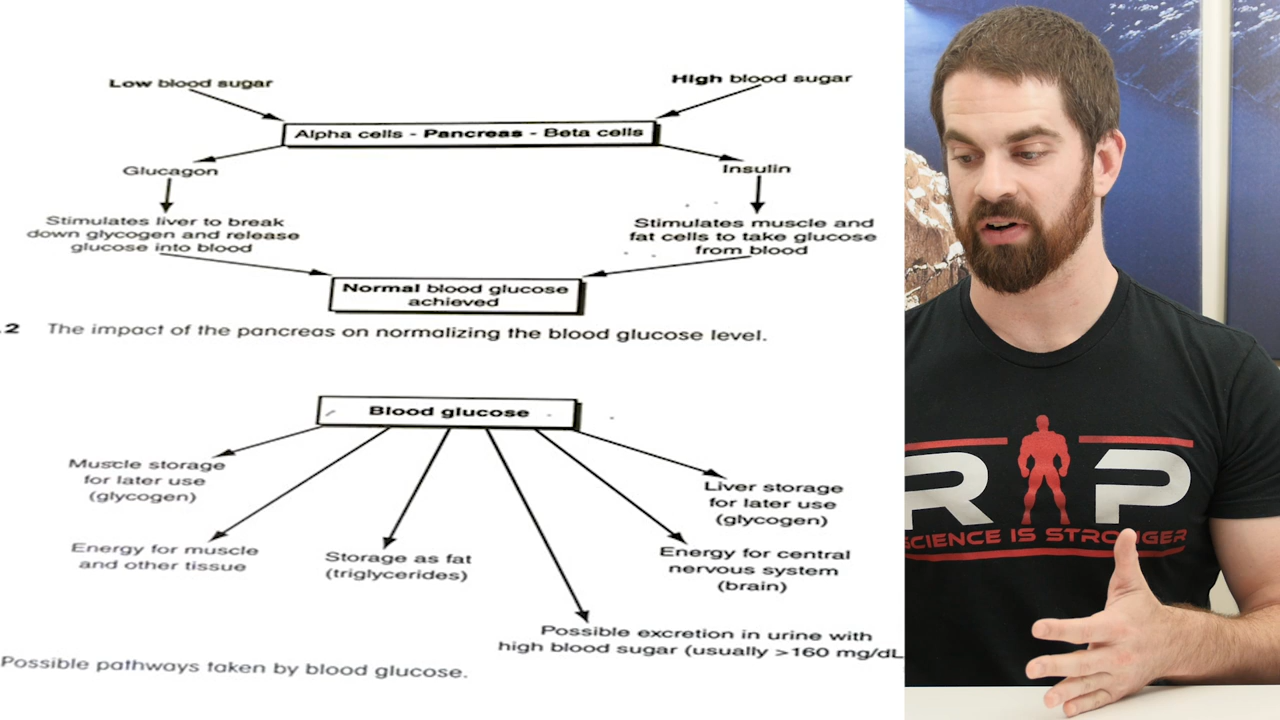 Low blood sugar
High blood sugar
Alpha cells - Pancreas - Beta cells
Glucagon
Insulin
Stimulates liver to break
down glycogen and release
glucose into blood
Stimulates muscle and
fat cells to take glucose
from blood
Normal blood glucose
achieved
.2 The impact of the pancreas on normalizing the blood glucose level.
Blood glucose
Muscle storage
for later use
(glycogen)
Liver storage
for later use
(glycogen)
Energy for muscle
and other tissue
Storage as fat
(triglycerides)
Energy for central
nervous system
(brain)
Possible excretion in urine with
high blood sugar (usually >160 mg/dL
Possible pathways taken by blood glucose.
RP
SCIENCE IS STRONGER